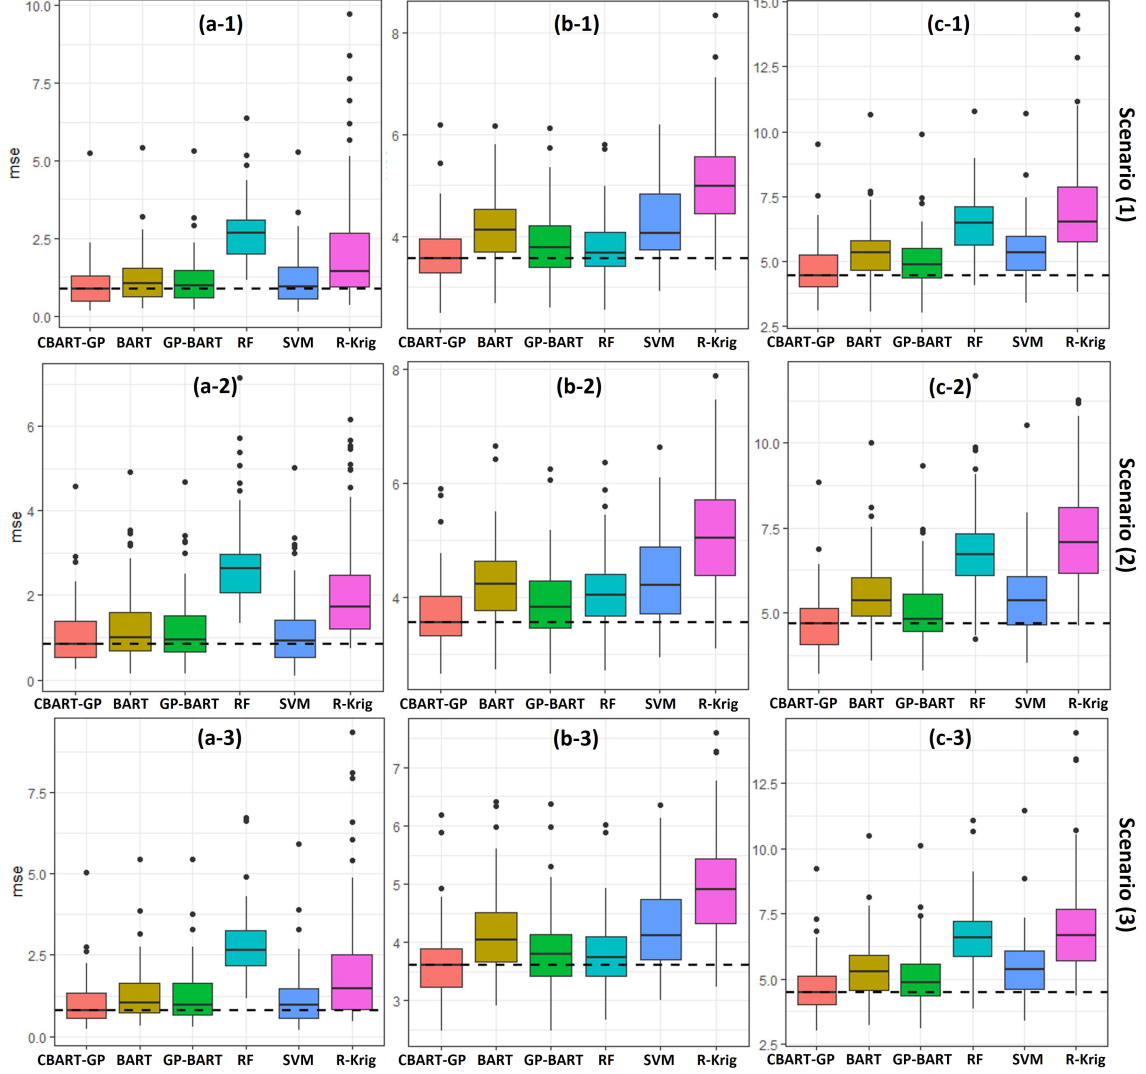 (a-1)
10.0
7.5
5.0
2.5
0.0
mse
CBART-GP BART GP-BART RF SVM R-Krig
(b-1)
8
6
4
CBART-GP BART GP-BART RF SVM R-Krig
(c-1)
15.0
12.5
10.0
7.5
5.0
2.5
CBART-GP BART GP-BART RF SVM R-Krig
Scenario (1)
(a-2)
6
4
2
0
mse
CBART-GP BART GP-BART RF SVM R-Krig
(b-2)
8
6
4
CBART-GP BART GP-BART RF SVM R-Krig
(c-2)
10.0
7.5
5.0
CBART-GP BART GP-BART RF SVM R-Krig
Scenario (2)
(a-3)
7.5
5.0
2.5
0.0
mse
CBART-GP BART GP-BART RF SVM R-Krig
(b-3)
7
6
5
4
3
CBART-GP BART GP-BART RF SVM R-Krig
(c-3)
12.5
10.0
7.5
5.0
2.5
CBART-GP BART GP-BART RF SVM R-Krig
Scenario (3)